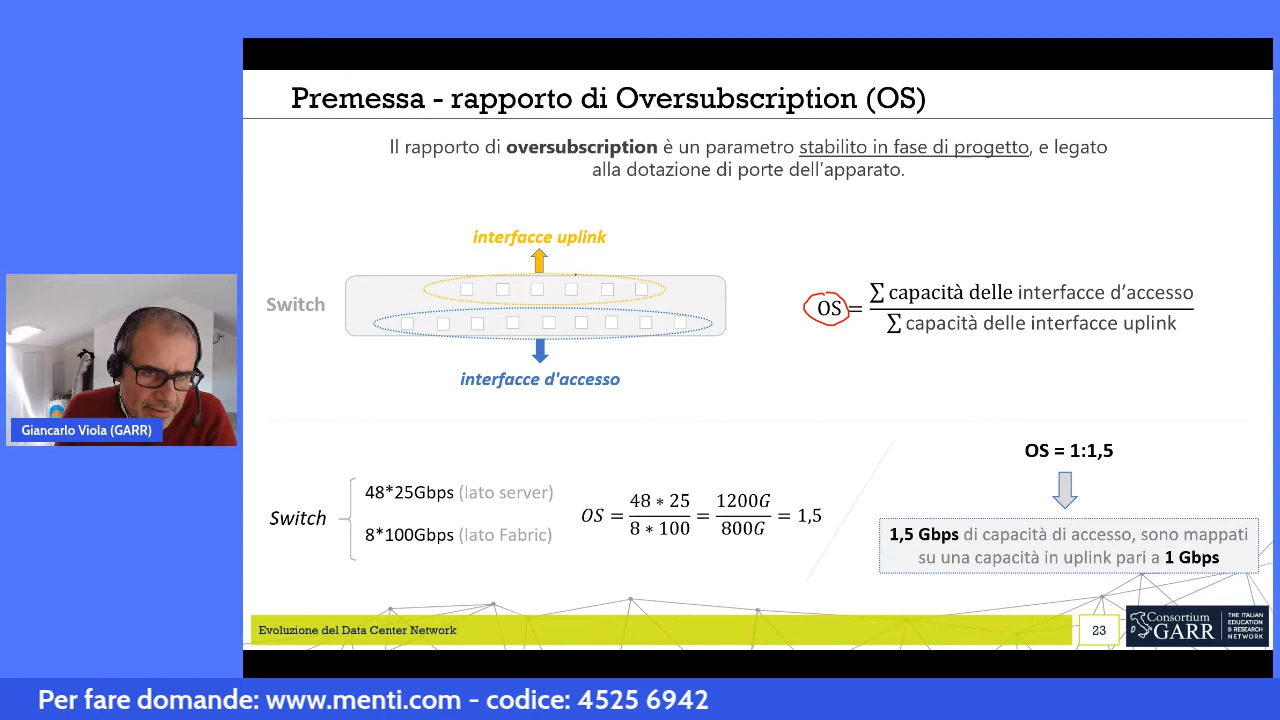 Premessa - rapporto di Oversubscription (OS)
Il rapporto di oversubscription è un parametro stabilito in fase di progetto, e legato
alla dotazione di porte dell'apparato.
interfacce uplink
Switch
interfacce d'accesso
OS = ∑ capacità delle interfacce d'accesso
∑ capacità delle interfacce uplink
Switch
48*25Gbps (lato server)
8*100Gbps (lato Fabric)
OS = 48 * 25 / 8 * 100 = 1200G / 800G = 1,5
OS = 1:1,5
1,5 Gbps di capacità di accesso, sono mappati
su una capacità in uplink pari a 1 Gbps
Giancarlo Viola (GARR)
Evoluzione del Data Center Network
23
Consortium
GARR
THE ITALIAN
EDUCATION
& RESEARCH
NETWORK
Per fare domande: www.menti.com - codice: 4525 6942